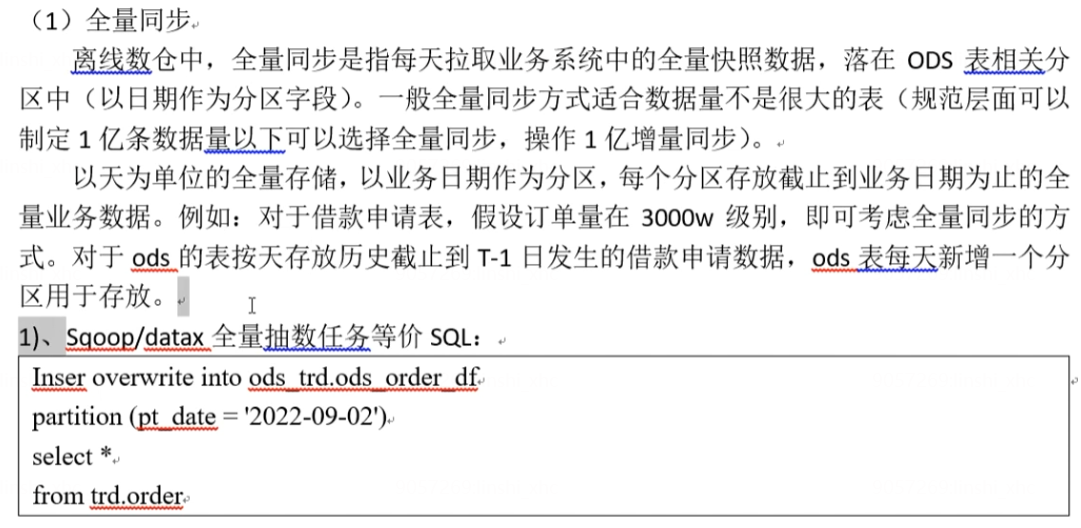 （1）全量同步
离线数仓中，全量同步是指每天拉取业务系统中的全量快照数据，落在 ODS 表相关分
区中（以日期作为分区字段）。一般全量同步方式适合数据量不是很大的表（规范层面可以
制定 1 亿条数据量以下可以选择全量同步，操作 1 亿增量同步）。
以天为单位的全量存储，以业务日期作为分区，每个分区存放截止到业务日期为止的全
量业务数据。例如：对于借款申请表，假设订单量在 3000w 级别，即可考虑全量同步的方
式。对于 ods 的表按天存放历史截止到 T-1 日发生的借款申请数据，ods 表每天新增一个分
区用于存放。
1)、Sqoop/datax 全量抽数任务等价 SQL：
Inser overwrite into ods_trd.ods_order_df
partition (pt_date = '2022-09-02')
select *
from trd.order